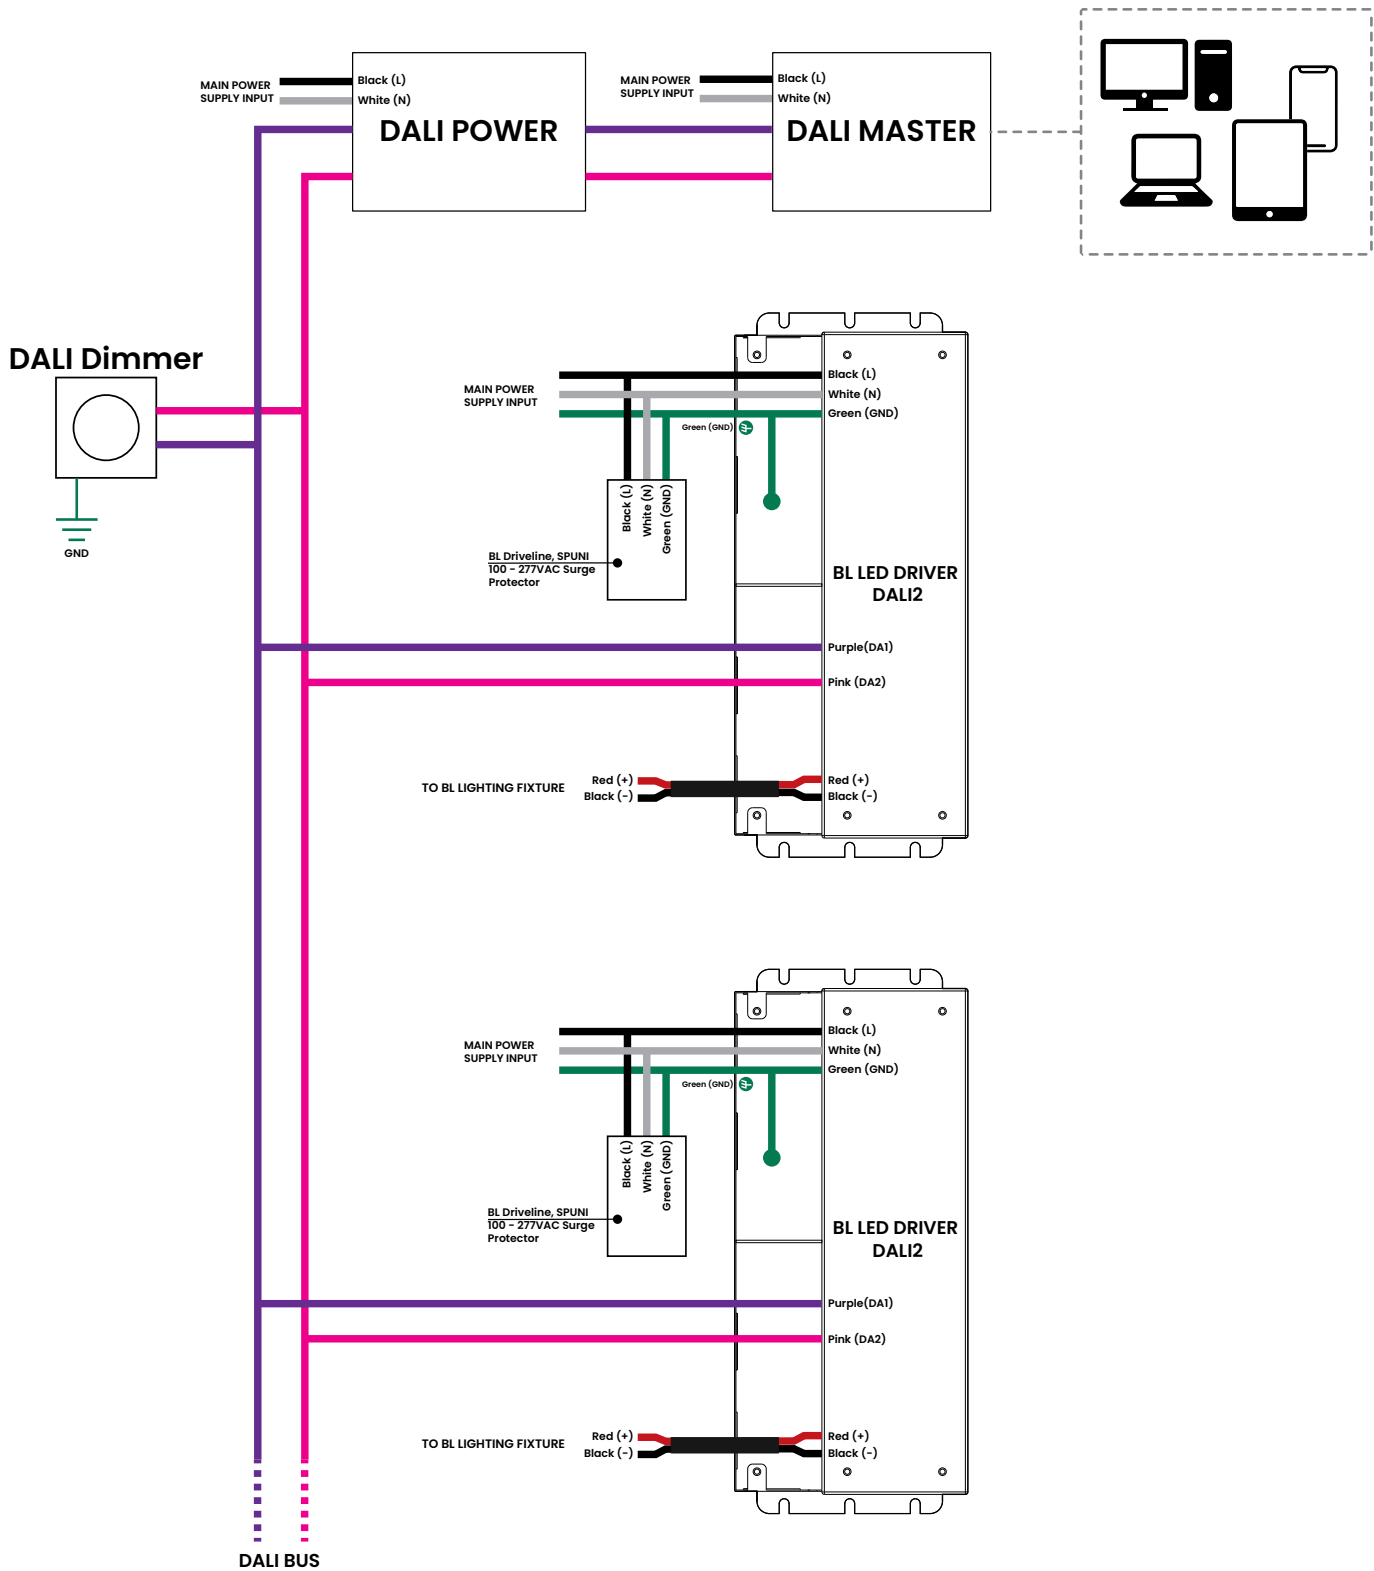 MAIN POWER
SUPPLY INPUT
Black (L)
White (N)
DALI POWER
MAIN POWER
SUPPLY INPUT
Black (L)
White (N)
DALI MASTER
DALI Dimmer
GND
MAIN POWER
SUPPLY INPUT
Black (L)
White (N)
Green (GND)
Green (GND)
Black (L)
White (N)
Green (GND)
BL Driveline, SPUNI
100 - 277VAC Surge
Protector
BL LED DRIVER
DALI2
Purple(DA1)
Pink (DA2)
TO BL LIGHTING FIXTURE
Red (+)
Black (-)
Red (+)
Black (-)
MAIN POWER
SUPPLY INPUT
Black (L)
White (N)
Green (GND)
Green (GND)
Black (L)
White (N)
Green (GND)
BL Driveline, SPUNI
100 - 277VAC Surge
Protector
BL LED DRIVER
DALI2
Purple(DA1)
Pink (DA2)
TO BL LIGHTING FIXTURE
Red (+)
Black (-)
Red (+)
Black (-)
DALI BUS